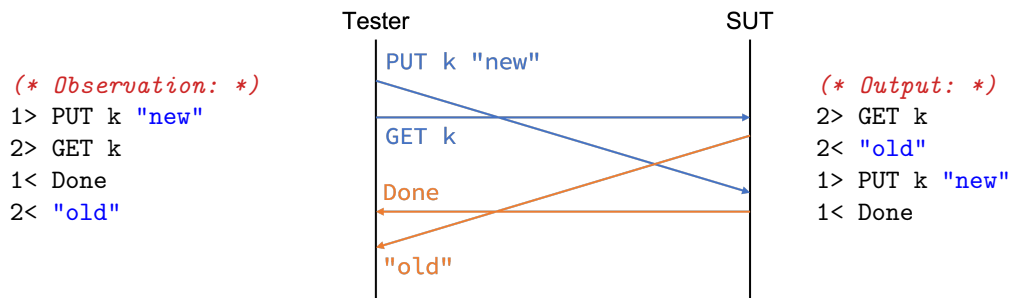 Tester
SUT
(* Observation: *)
1> PUT k "new"
2> GET k
1< Done
2< "old"
PUT k "new"
GET k
Done
"old"
(* Output: *)
2> GET k
2< "old"
1> PUT k "new"
1< Done